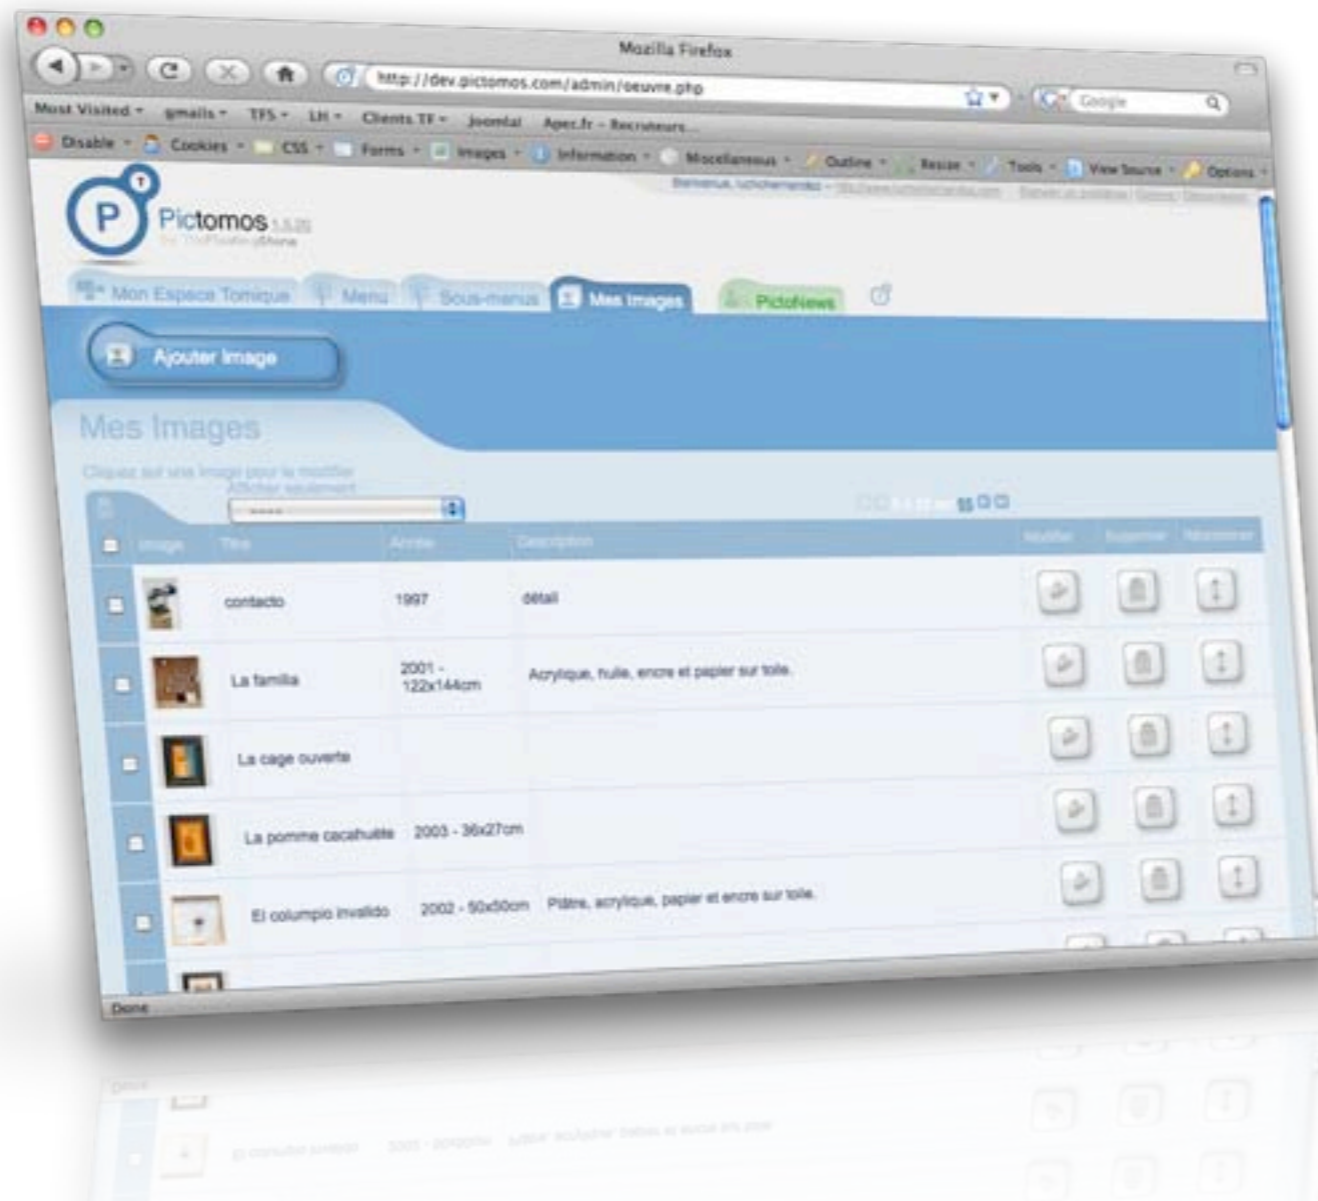 Mozilla Firefox
http://dev.pictomos.com/admin/oeuvre.php
Google
Most Visited gmails TFS LH Clients TF Joomla! Apec.fr - Recruteurs...
Disable Cookies CSS Forms Images Information Miscellaneous Outline Resize Tools View Source Options
Bienvenue,
P T
Pictomos 1.5.20
Mon Espace Tomique Menu Sous-menus Mes Images PictoNews
Ajouter Image
Mes Images
Cliquez sur une image pour la modifier
Afficher seulement
----
Image Titre Année Description Modifier Supprimer
contacto 1997 détail
La familia 2001 -
122x144cm Acrylique, huile, encre et papier sur toile.
La cage ouverte
La pomme cacahuète 2003 - 36x27cm
El columpio invalido 2002 - 50x50cm Plâtre, acrylique, papier et encre sur toile.
Done